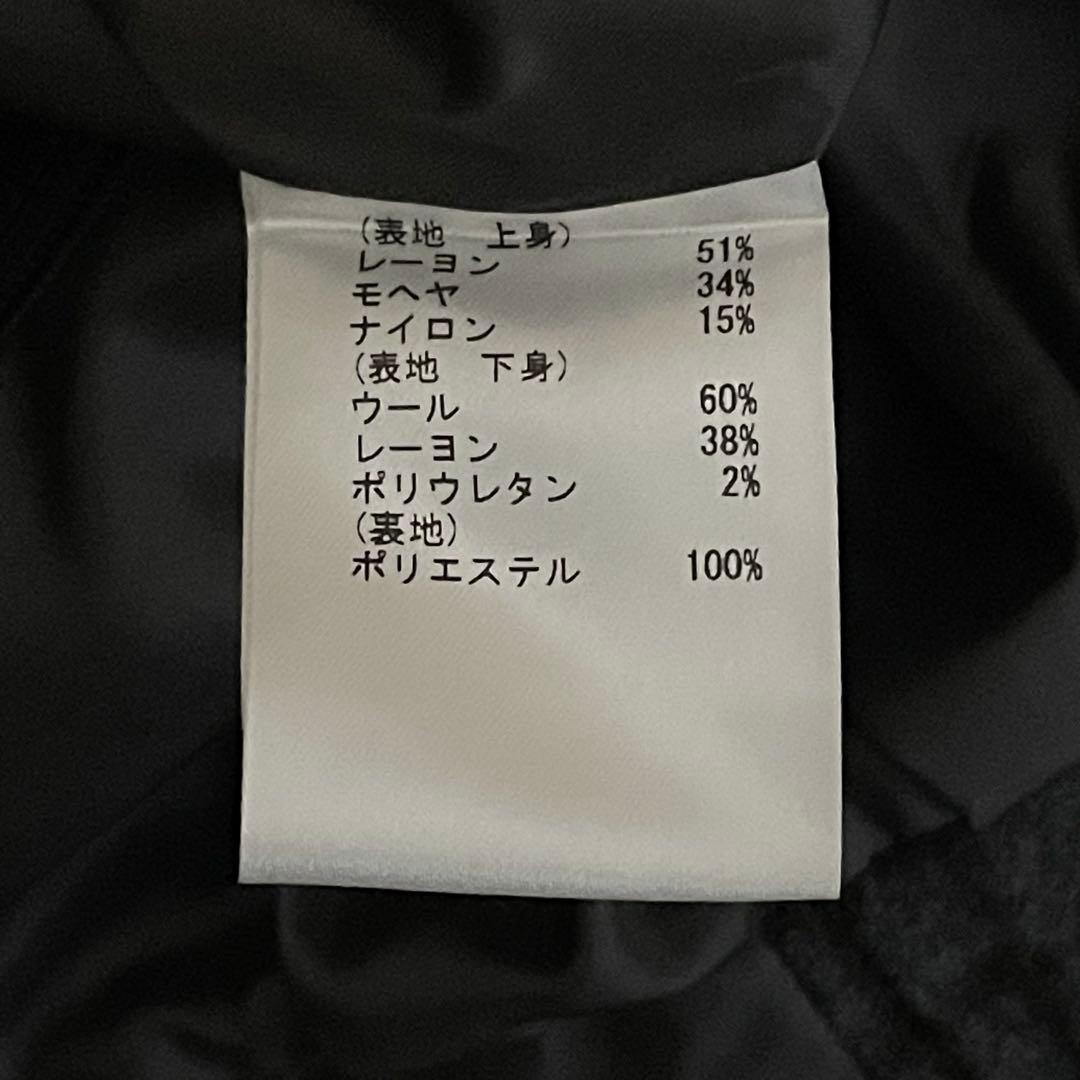 (表地　上身)
レーヨン 51%
モヘヤ 34%
ナイロン 15%
(表地　下身)
ウール 60%
レーヨン 38%
ポリウレタン 2%
(裏地)
ポリエステル 100%